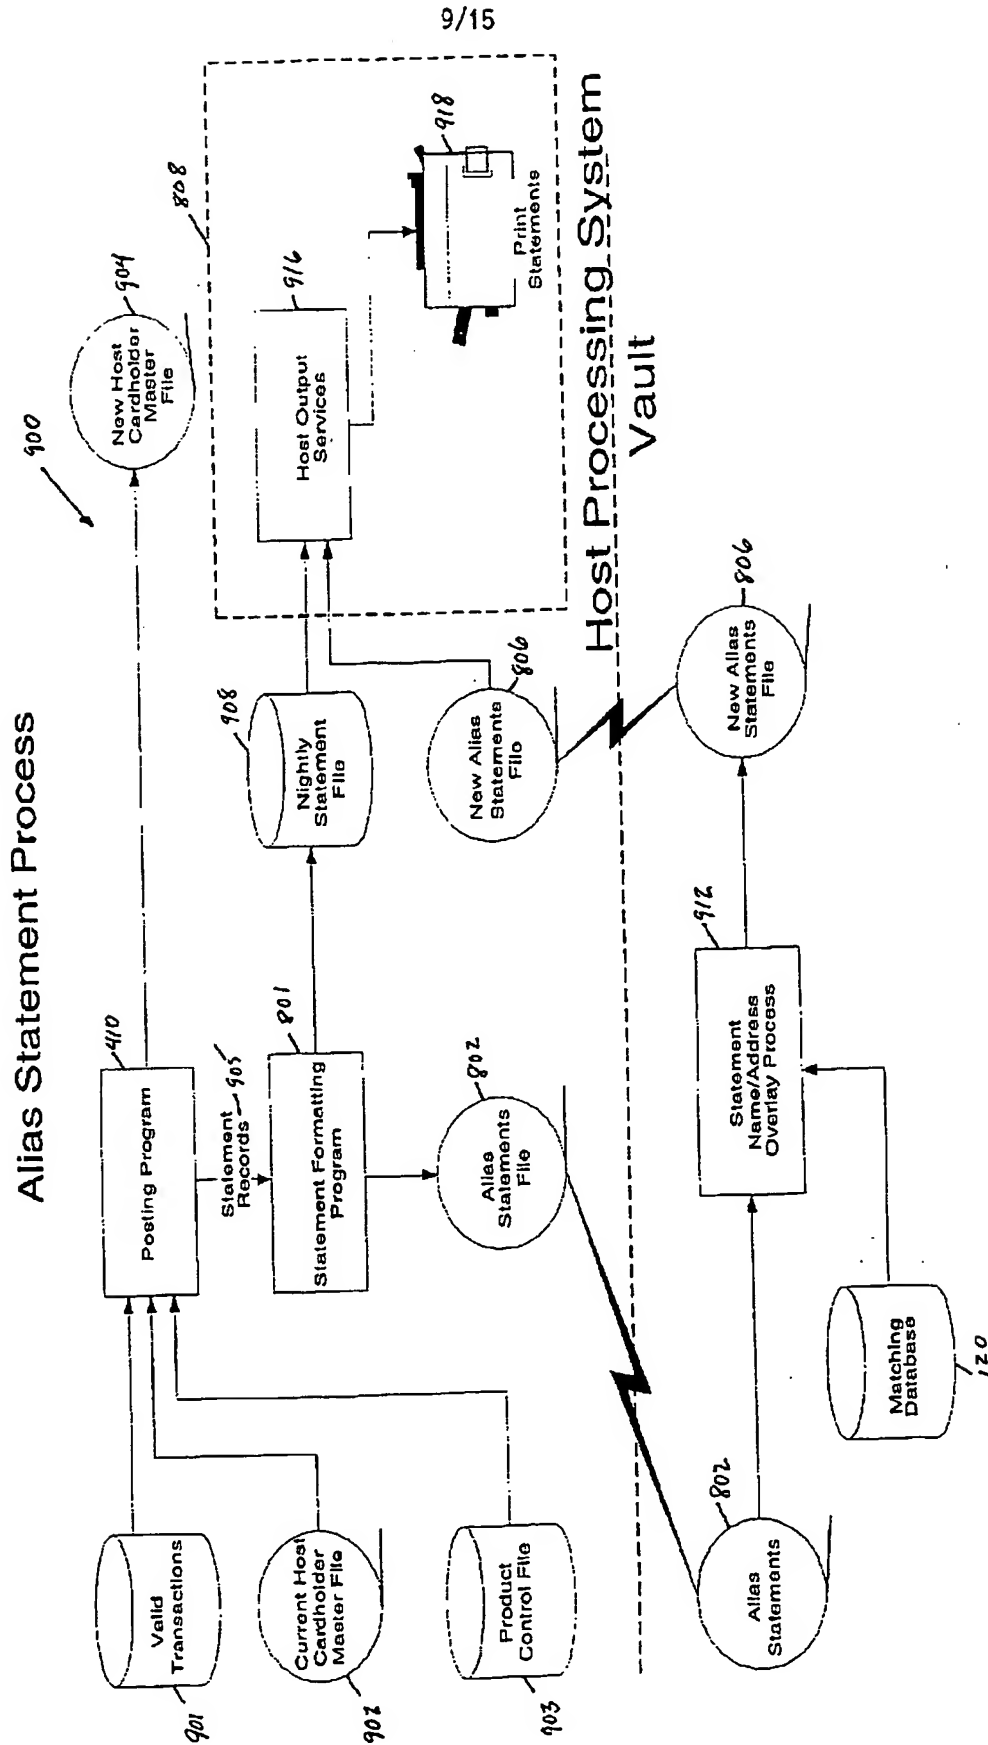 9/15
Alias Statement Process
900
Valid
Transactions
901
Current Host
Cardholder
Master File
902
Product
Control File
903
Posting Program
410
Statement
Records
905
Statement Formatting
Program
801
Alias
Statements
File
802
New Host
Cardholder
Master
File
904
Nightly
Statement
File
908
New Alias
Statements
File
806
808
Host Output
Services
916
Print
Statements
918
Host Processing System
Vault
Alias
Statements
802
Matching
Database
120
Statement
Name/Address
Overlay Process
912
New Alias
Statements
File
806